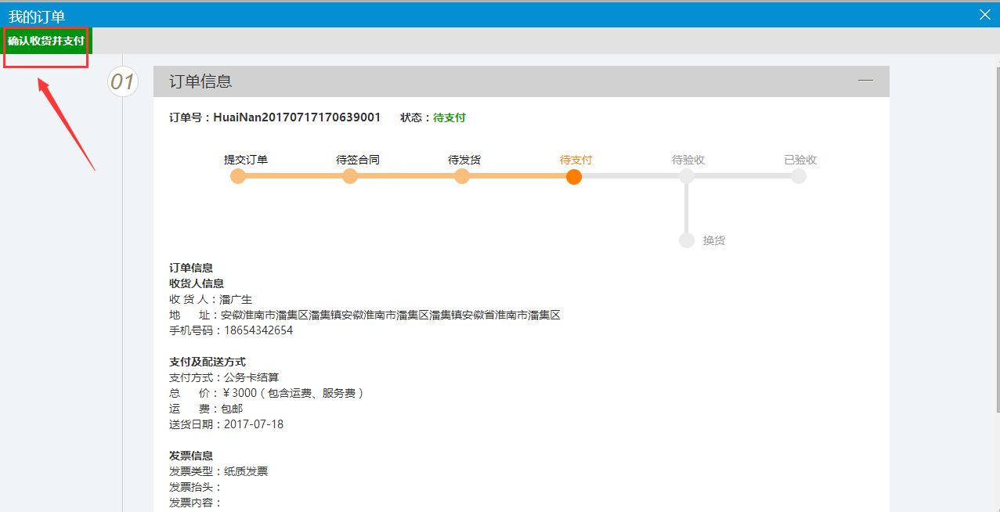 我的订单
确认收货并支付
01
订单信息
订单号：HuaiNan20170717170639001 状态：待支付
提交订单 待签合同 待发货 待支付 待验收 已验收
换货
订单信息
收货人信息
收 货 人：潘广生
地 址：安徽淮南市潘集区潘集镇安徽淮南市潘集区潘集镇安徽省淮南市潘集区
手机号码：18654342654
支付及配送方式
支付方式：公务卡结算
总 价：￥3000（包含运费、服务费）
运 费：包邮
送货日期：2017-07-18
发票信息
发票类型：纸质发票
发票抬头：
发票内容：